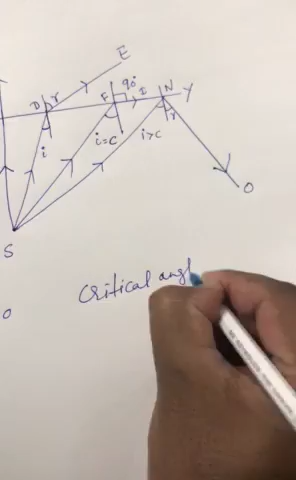 E
D r F 90° I N Y
i i=c i>c r
S O
O
Critical angl